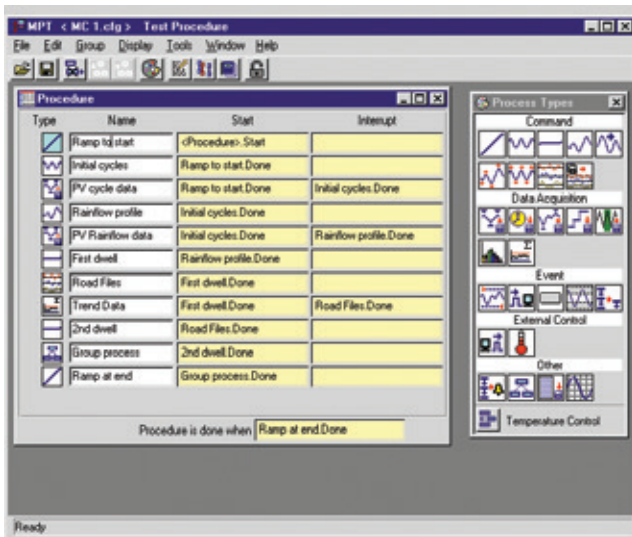 MPT < MC 1.cfg > Test Procedure
File Edit Group Display Tools Window Help
Procedure
Type Name Start Interrupt
Ramp to start <Procedure>.Start
Initial cycles Ramp to start.Done
PV cycle data Ramp to start.Done Initial cycles.Done
Rainflow profile Initial cycles.Done
PV Rainflow data Initial cycles.Done Rainflow profile.Done
First dwell Rainflow profile.Done
Road Files First dwell.Done
Trend Data First dwell.Done Road Files.Done
2nd dwell Road Files.Done
Group process 2nd dwell.Done
Ramp at end Group process.Done
Procedure is done when Ramp at end.Done
Process Types
Command
Data Acquisition
Event
External Control
Other
Temperature Control
Ready